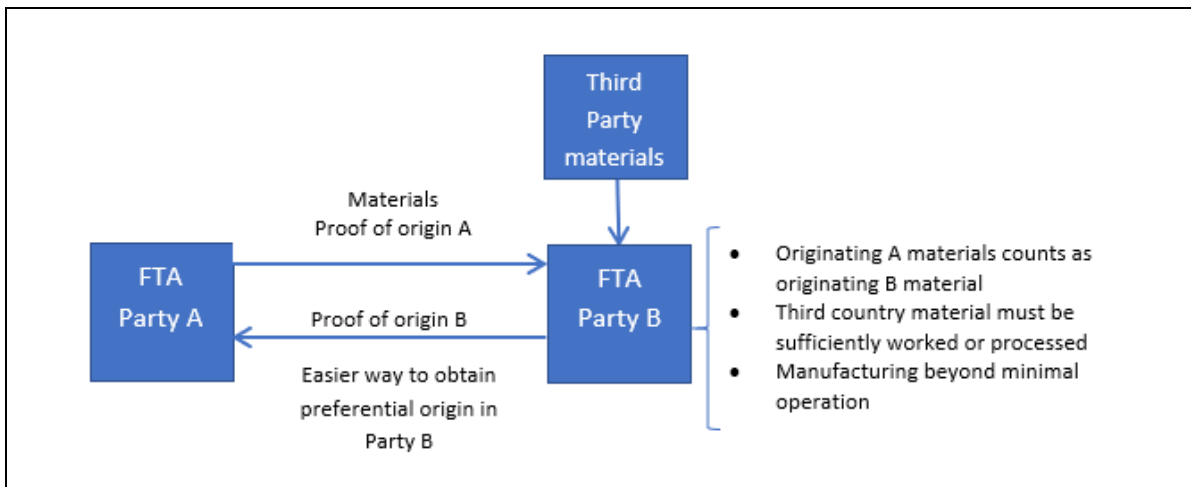 Third
Party
materials
Materials
Proof of origin A
FTA
Party A
FTA
Party B
Proof of origin B
Easier way to obtain
preferential origin in
Party B
• Originating A materials counts as
originating B material
• Third country material must be
sufficiently worked or processed
• Manufacturing beyond minimal
operation